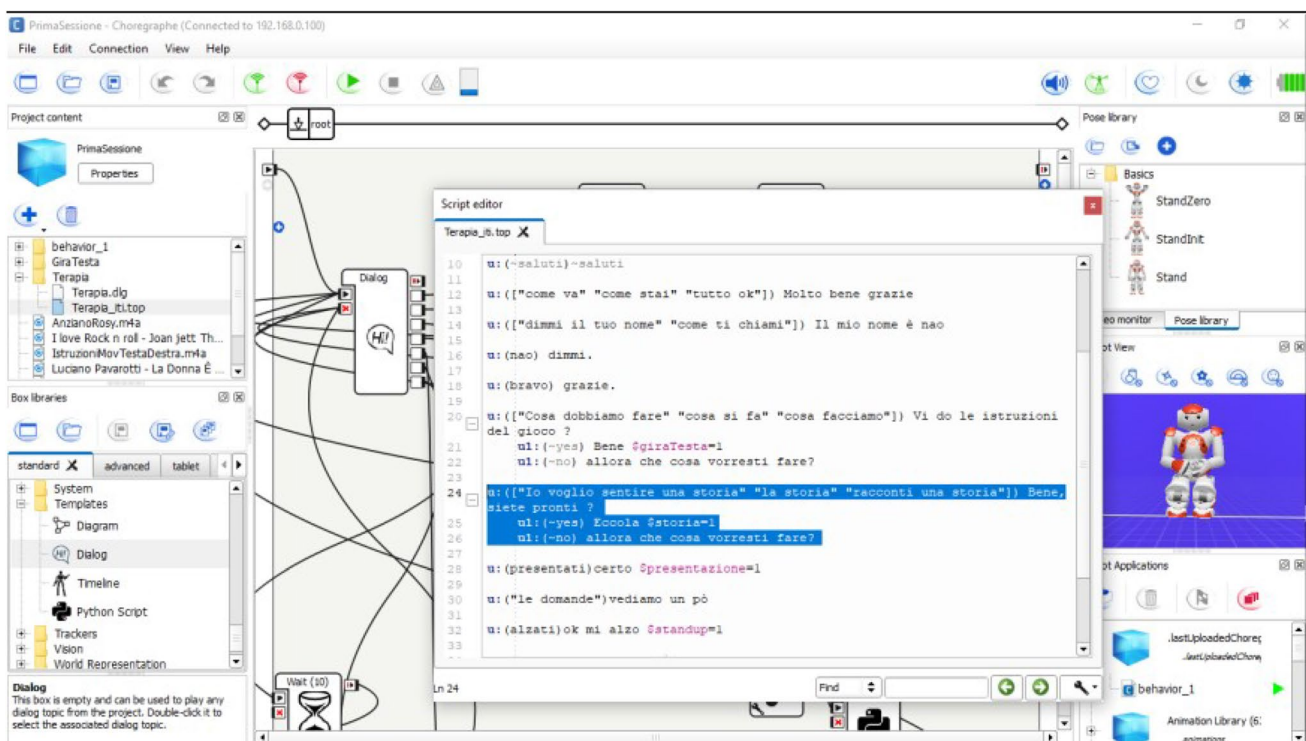 PrimaSessione - Choregraphe (Connected to 192.168.0.100)
File Edit Connection View Help
Project content
PrimaSessione
Properties
behavior_1
GiraTesta
Terapia
Terapia.dlg
Terapia_iti.top
AnzianoRosy.m4a
I love Rock n roll - Joan jett Th...
IstruzioniMovTestaDestra.m4a
Luciano Pavarotti - La Donna È ...
Box libraries
standard X advanced tablet
System
Templates
Diagram
Dialog
Timeline
Python Script
Trackers
Vision
World Representation
Dialog
This box is empty and can be used to play any
dialog topic from the project. Double-click it to
select the associated dialog topic.
root
Dialog
Hi!
Wait (10)
Script editor
Terapia_iti.top X
10 u:(~saluti)~saluti
11
12 u:(["come va" "come stai" "tutto ok"]) Molto bene grazie
13
14 u:(["dimmi il tuo nome" "come ti chiami"]) Il mio nome è nao
15
16 u:(nao) dimmi.
17
18 u:(bravo) grazie.
19
20 u:(["Cosa dobbiamo fare" "cosa si fa" "cosa facciamo"]) Vi do le istruzioni
del gioco ?
21 u1:(~yes) Bene $giraTesta=1
22 u1:(~no) allora che cosa vorresti fare?
23
24 u:(["Io voglio sentire una storia" "la storia" "racconti una storia"]) Bene,
siete pronti ?
25 u1:(~yes) Eccola $storia=1
26 u1:(~no) allora che cosa vorresti fare?
27
28 u:(presentati)certo $presentazione=1
29
30 u:("le domande")vediamo un pò
31
32 u:(alzati)ok mi alzo $standup=1
33
Ln 24
Find
Pose library
Basics
StandZero
StandInit
Stand
eo monitor Pose library
ot View
ot Applications
.lastUploadedChoreg
.lastUploadedChoreg
behavior_1
Animation Library (6:
animations